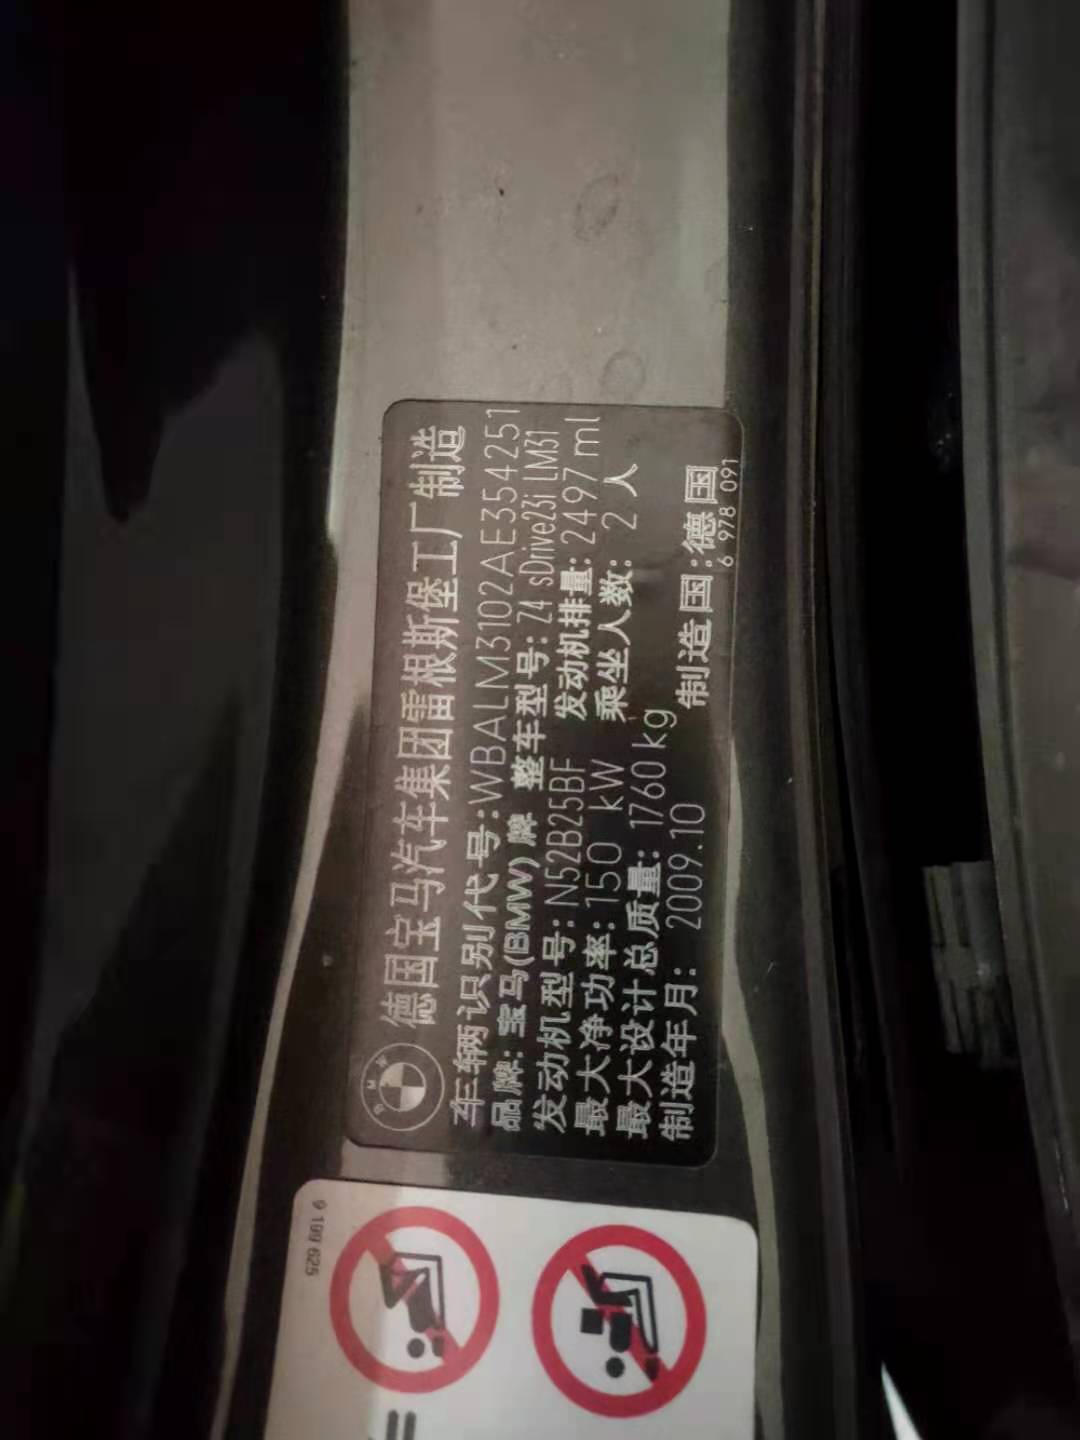 BMW
德国宝马汽车集团雷根斯堡工厂制造
车辆识别代号:WBALM3102AE354251
品牌:宝马(BMW)牌 整车型号:Z4 sDrive23i LM31
发动机型号:N52B25BF 发动机排量:2497 ml
最大净功率:150 kW 乘坐人数: 2 人
最大设计总质量:1760kg
制造年月: 2009.10 制造国:德国
6 978 091
9 199 625